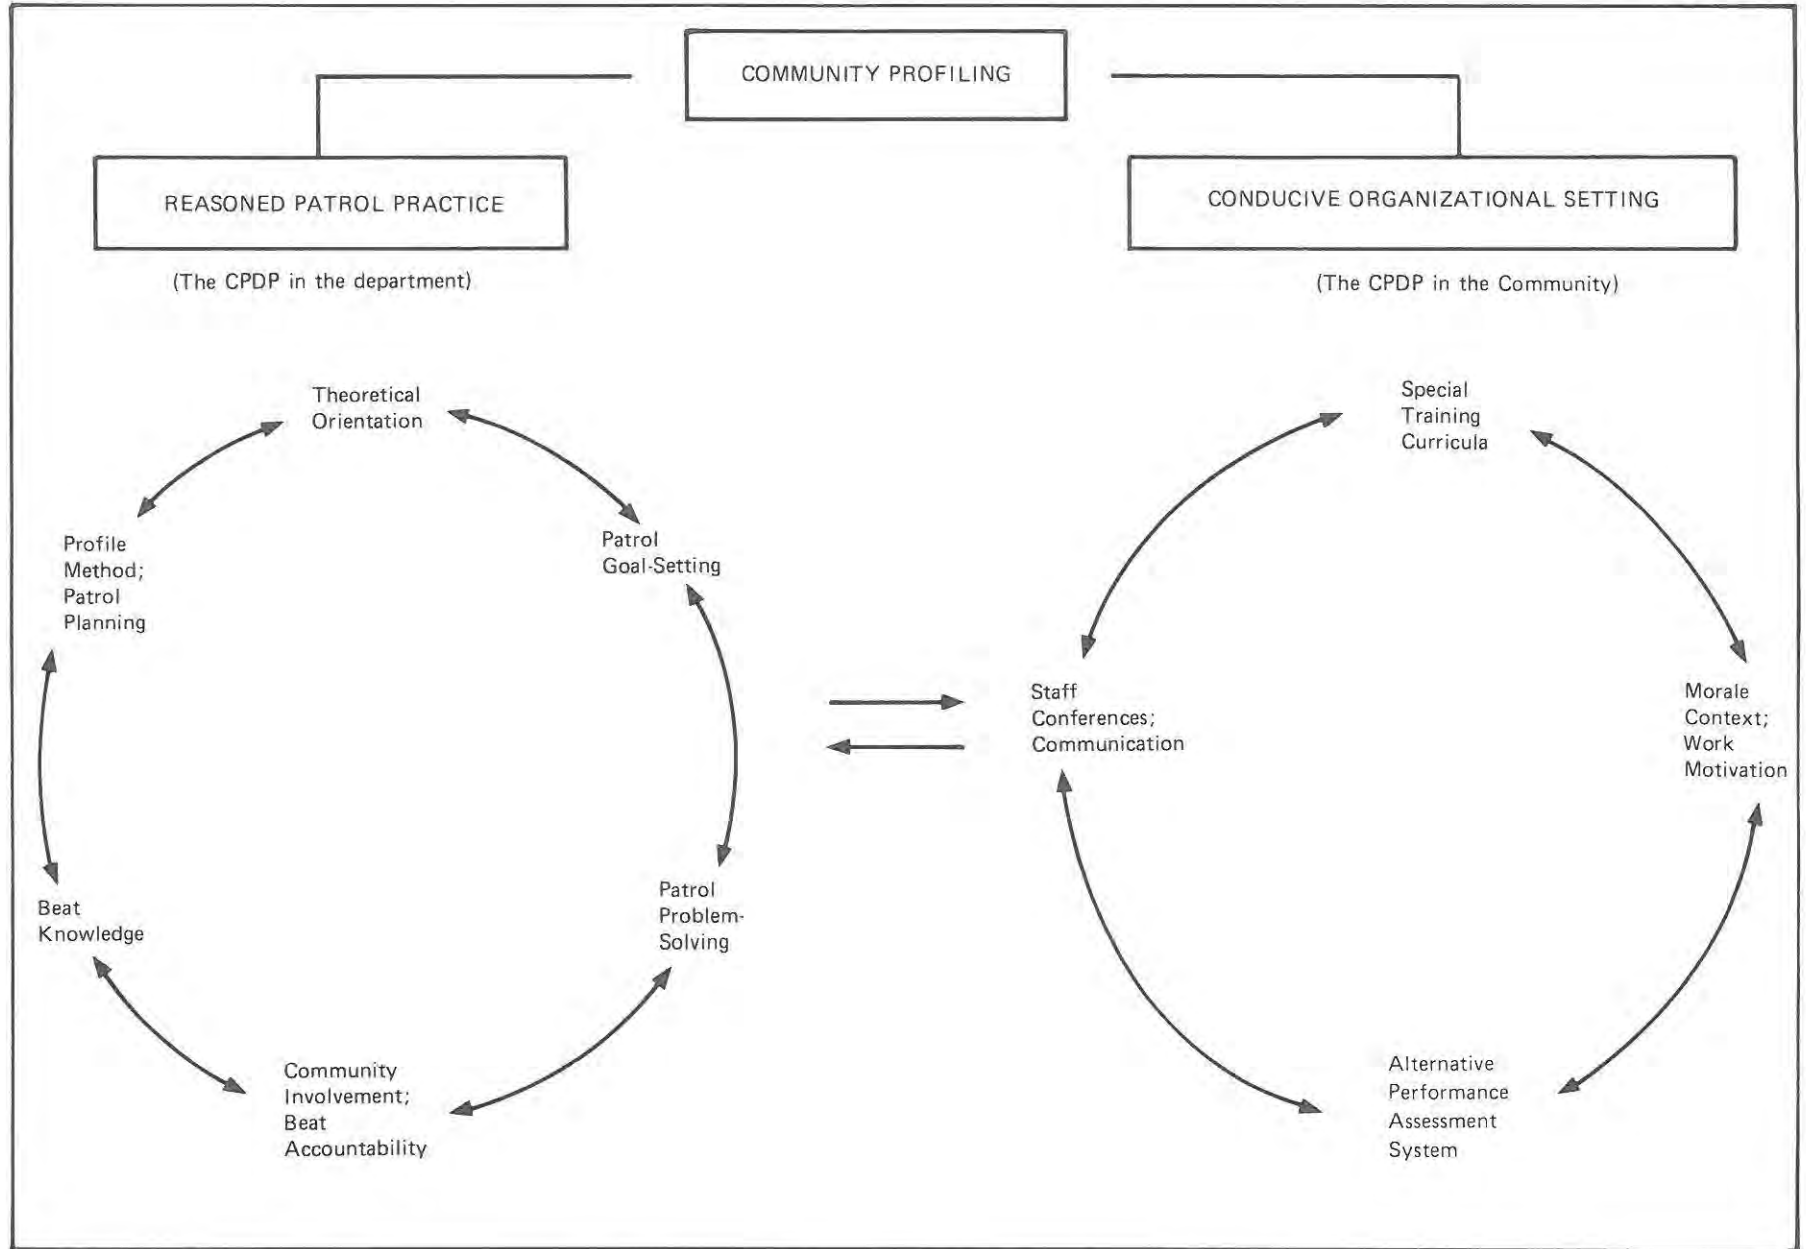 COMMUNITY PROFILING
REASONED PATROL PRACTICE
(The CPDP in the department)
CONDUCIVE ORGANIZATIONAL SETTING
(The CPDP in the Community)
Theoretical
Orientation
Patrol
Goal-Setting
Patrol
Problem-
Solving
Community
Involvement;
Beat
Accountability
Beat
Knowledge
Profile
Method;
Patrol
Planning
Special
Training
Curricula
Morale
Context;
Work
Motivation
Alternative
Performance
Assessment
System
Staff
Conferences;
Communication